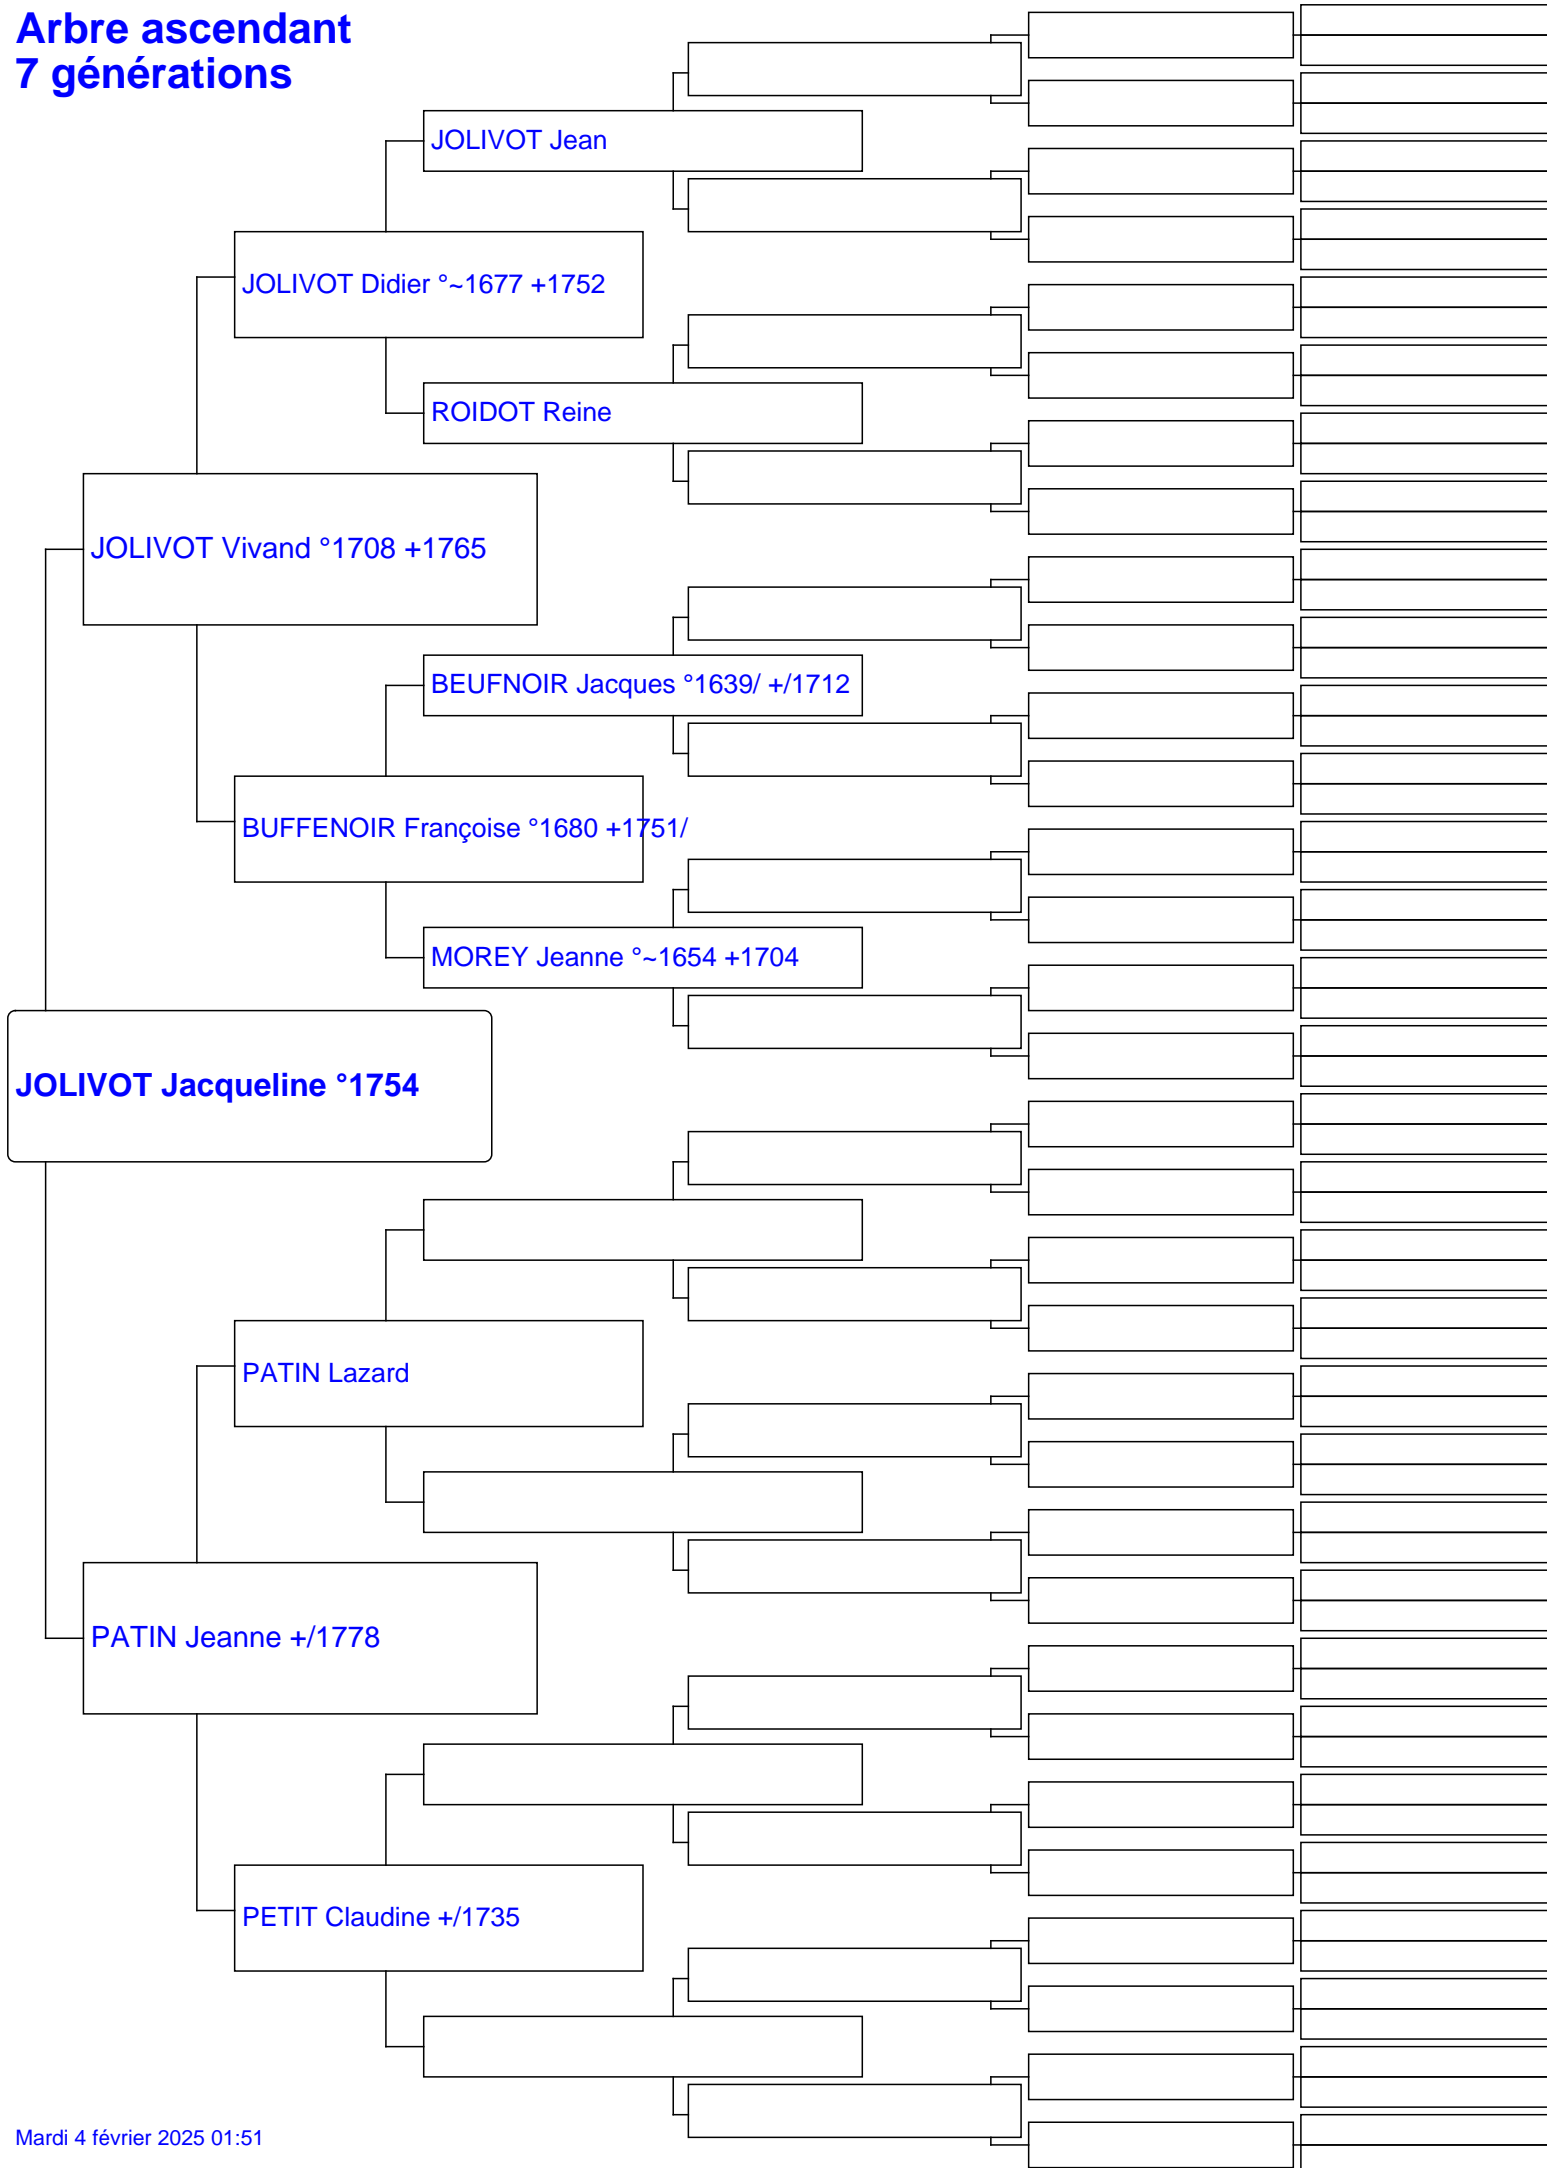 Arbre ascendant
7 générations
JOLIVOT Jean
JOLIVOT Didier °~1677 +1752
ROIDOT Reine
JOLIVOT Vivand °1708 +1765
BEUFNOIR Jacques °1639/ +/1712
BUFFENOIR Françoise °1680 +1751/
MOREY Jeanne °~1654 +1704
JOLIVOT Jacqueline °1754
PATIN Lazard
PATIN Jeanne +/1778
PETIT Claudine +/1735
Mardi 4 février 2025 01:51